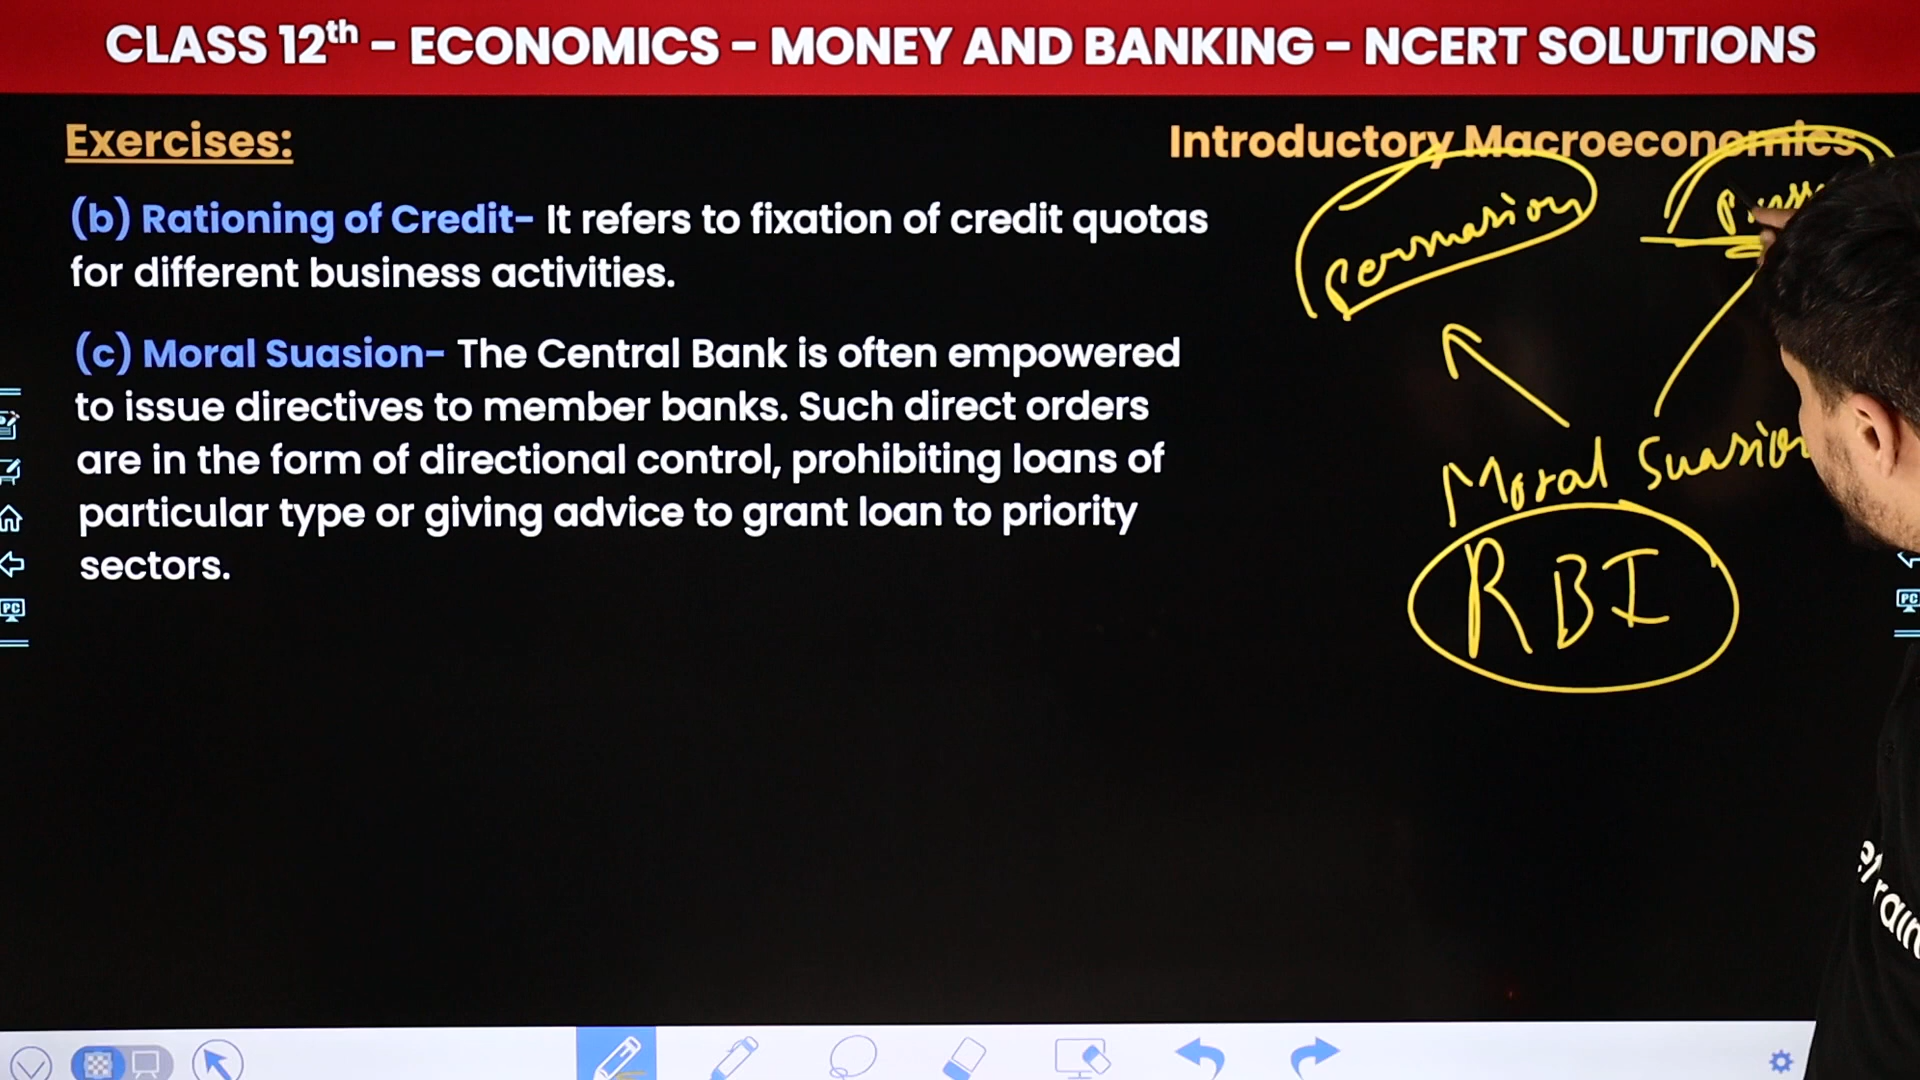 CLASS 12th - ECONOMICS - MONEY AND BANKING - NCERT SOLUTIONS
Exercises:
Introductory Macroeconomics
(b) Rationing of Credit- It refers to fixation of credit quotas
for different business activities.
(c) Moral Suasion- The Central Bank is often empowered
to issue directives to member banks. Such direct orders
are in the form of directional control, prohibiting loans of
particular type or giving advice to grant loan to priority
sectors.
persuasion
Moral Suasion
RBI
PC
PC